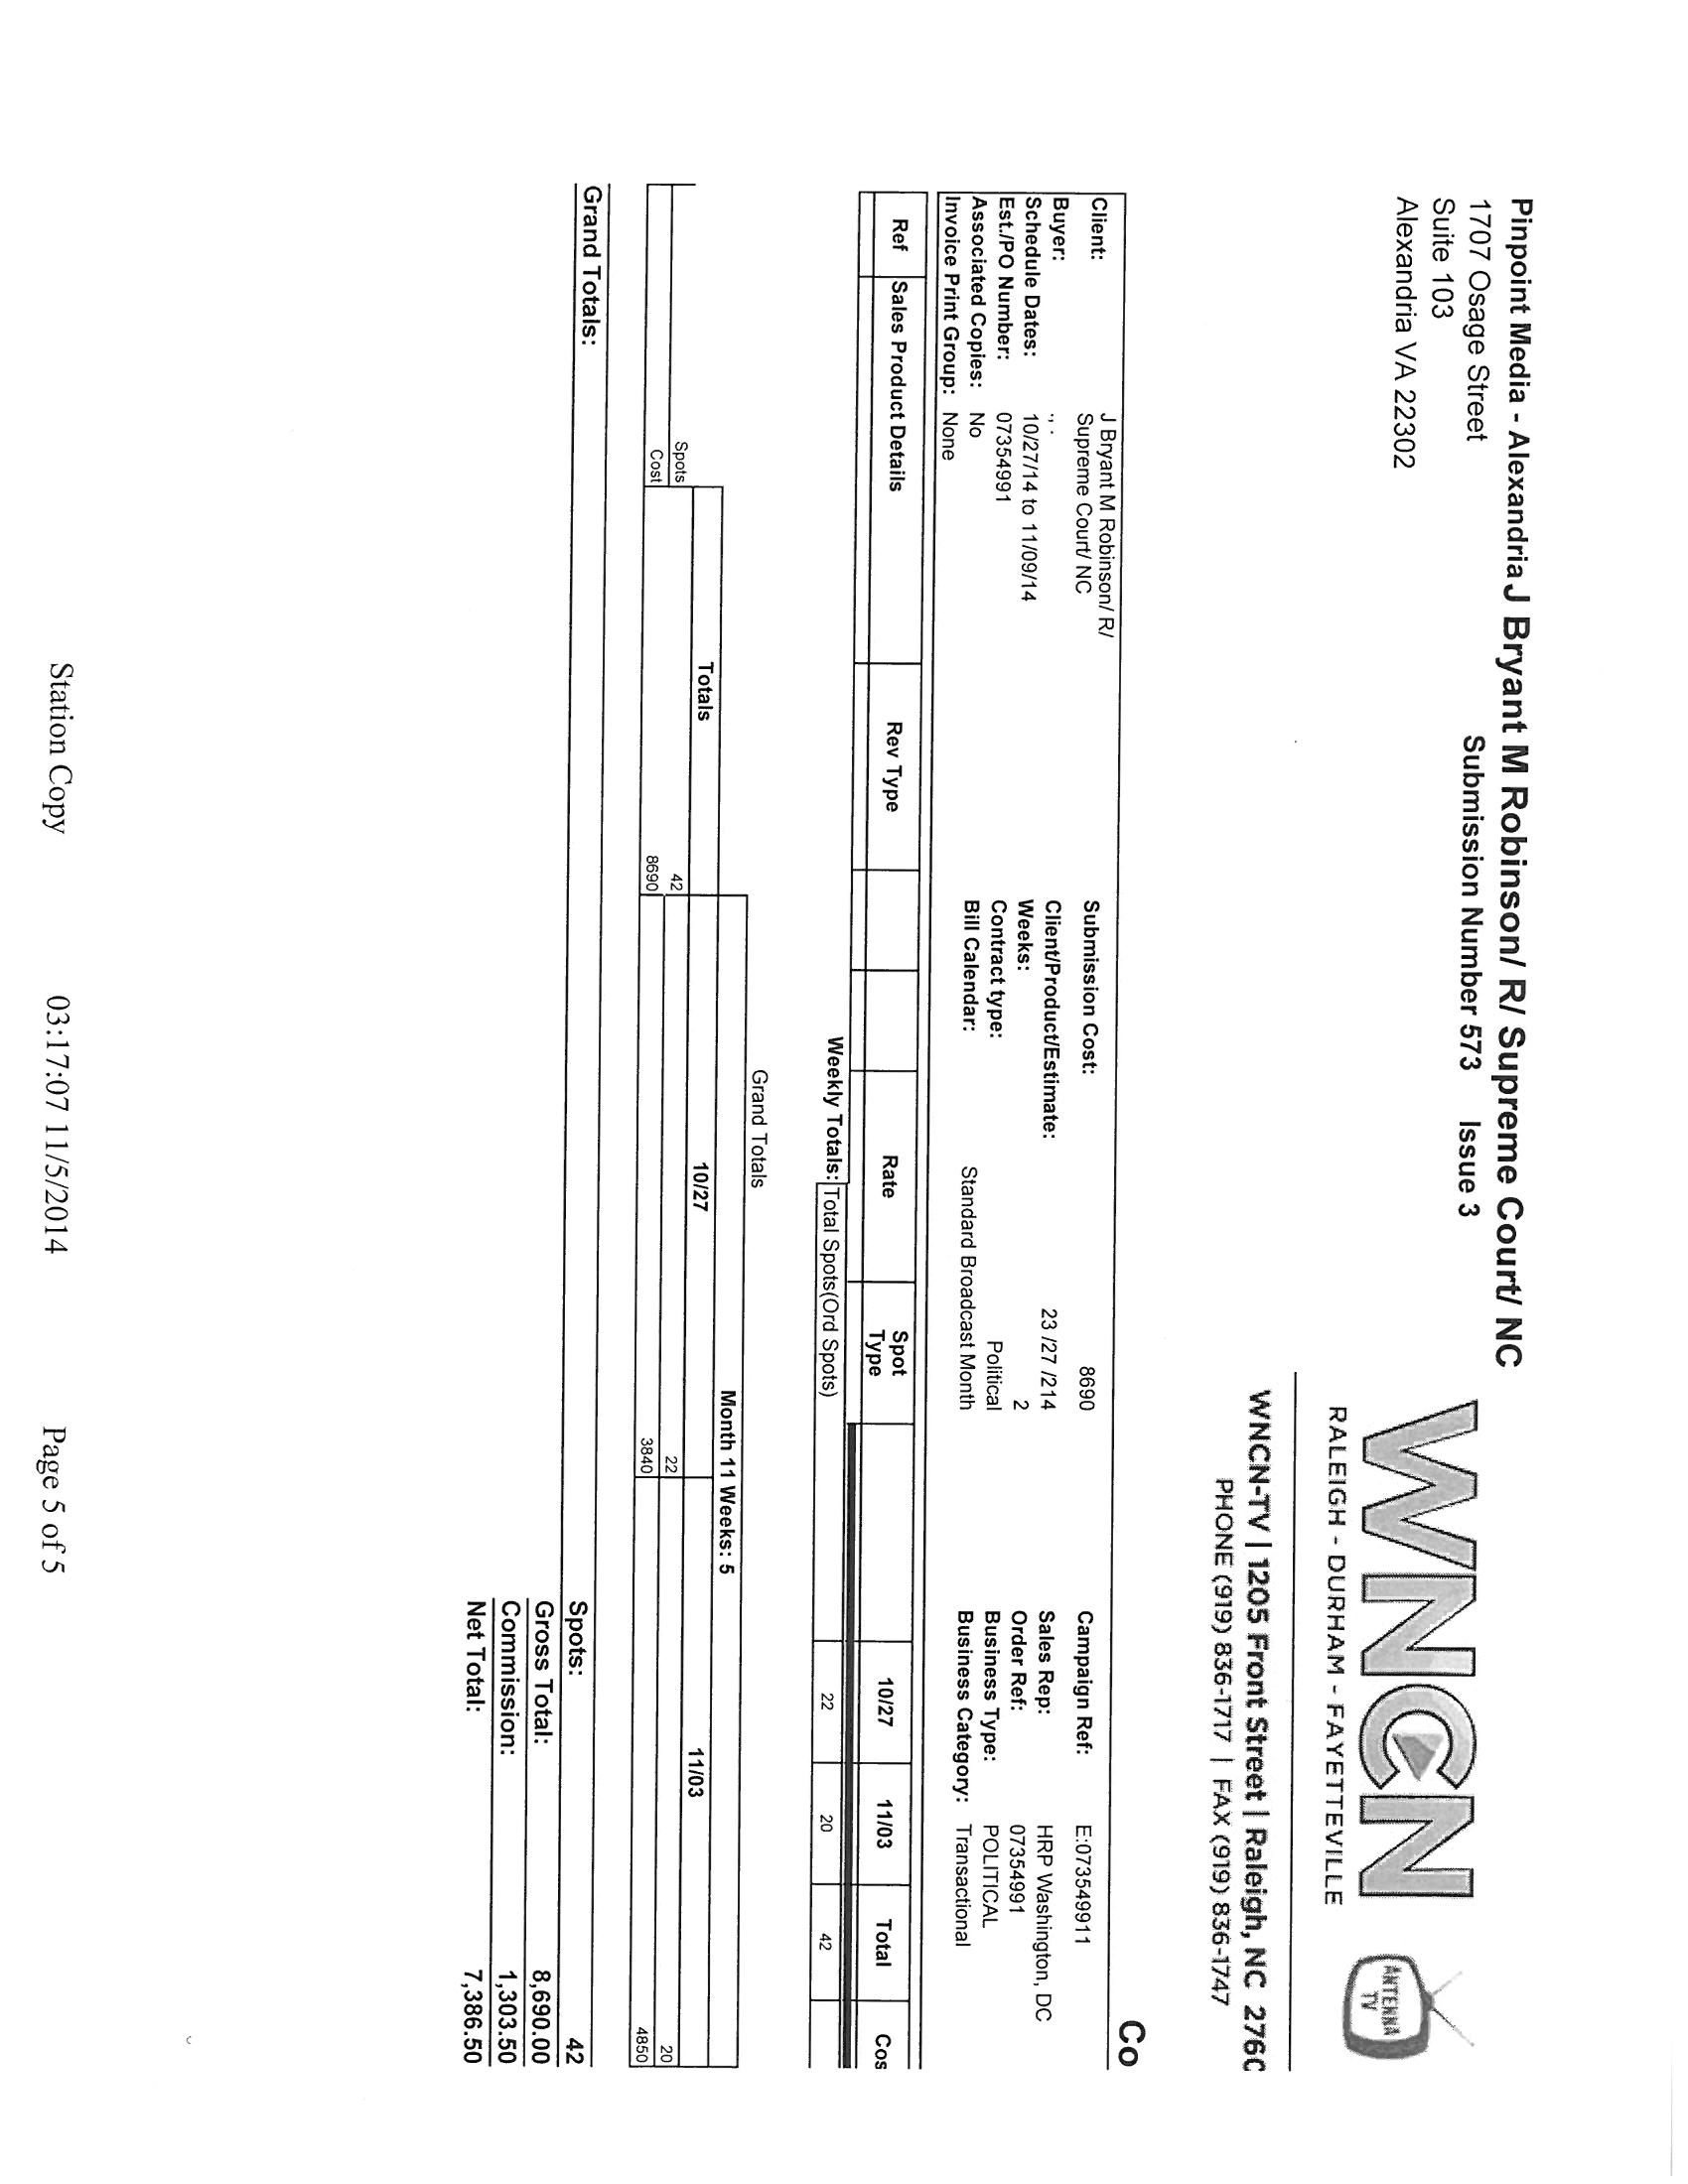 Pinpoint Media - Alexandria J Bryant M Robinson/ R/ Supreme Court/ NC
1707 Osage Street
Submission Number 573 Issue 3
Suite 103
Alexandria VA 22302
WNCN
RALEIGH - DURHAM - FAYETTEVILLE
ANTENNA
TV
WNCN-TV | 1205 Front Street | Raleigh, NC 2760
PHONE (919) 836-1717 | FAX (919) 836-1747
Co
Client: J Bryant M Robinson/ R/
Supreme Court/ NC
Submission Cost: 8690
Campaign Ref: E:073549911
Buyer: ., .
Client/Product/Estimate: 23 /27 /214
Sales Rep: HRP Washington, DC
Schedule Dates: 10/27/14 to 11/09/14
Weeks: 2
Order Ref: 07354991
Est./PO Number: 07354991
Contract type: Political
Business Type: POLITICAL
Associated Copies: No
Bill Calendar: Standard Broadcast Month
Business Category: Transactional
Invoice Print Group: None
Ref Sales Product Details Rev Type Rate Spot Type 10/27 11/03 Total Cos
Weekly Totals: Total Spots(Ord Spots) 22 20 42
Grand Totals
Month 11 Weeks: 5
Totals 10/27 11/03
Spots 42 22 20
Cost 8690 3840 4850
Grand Totals:
Spots: 42
Gross Total: 8,690.00
Commission: 1,303.50
Net Total: 7,386.50
Station Copy 03:17:07 11/5/2014 Page 5 of 5